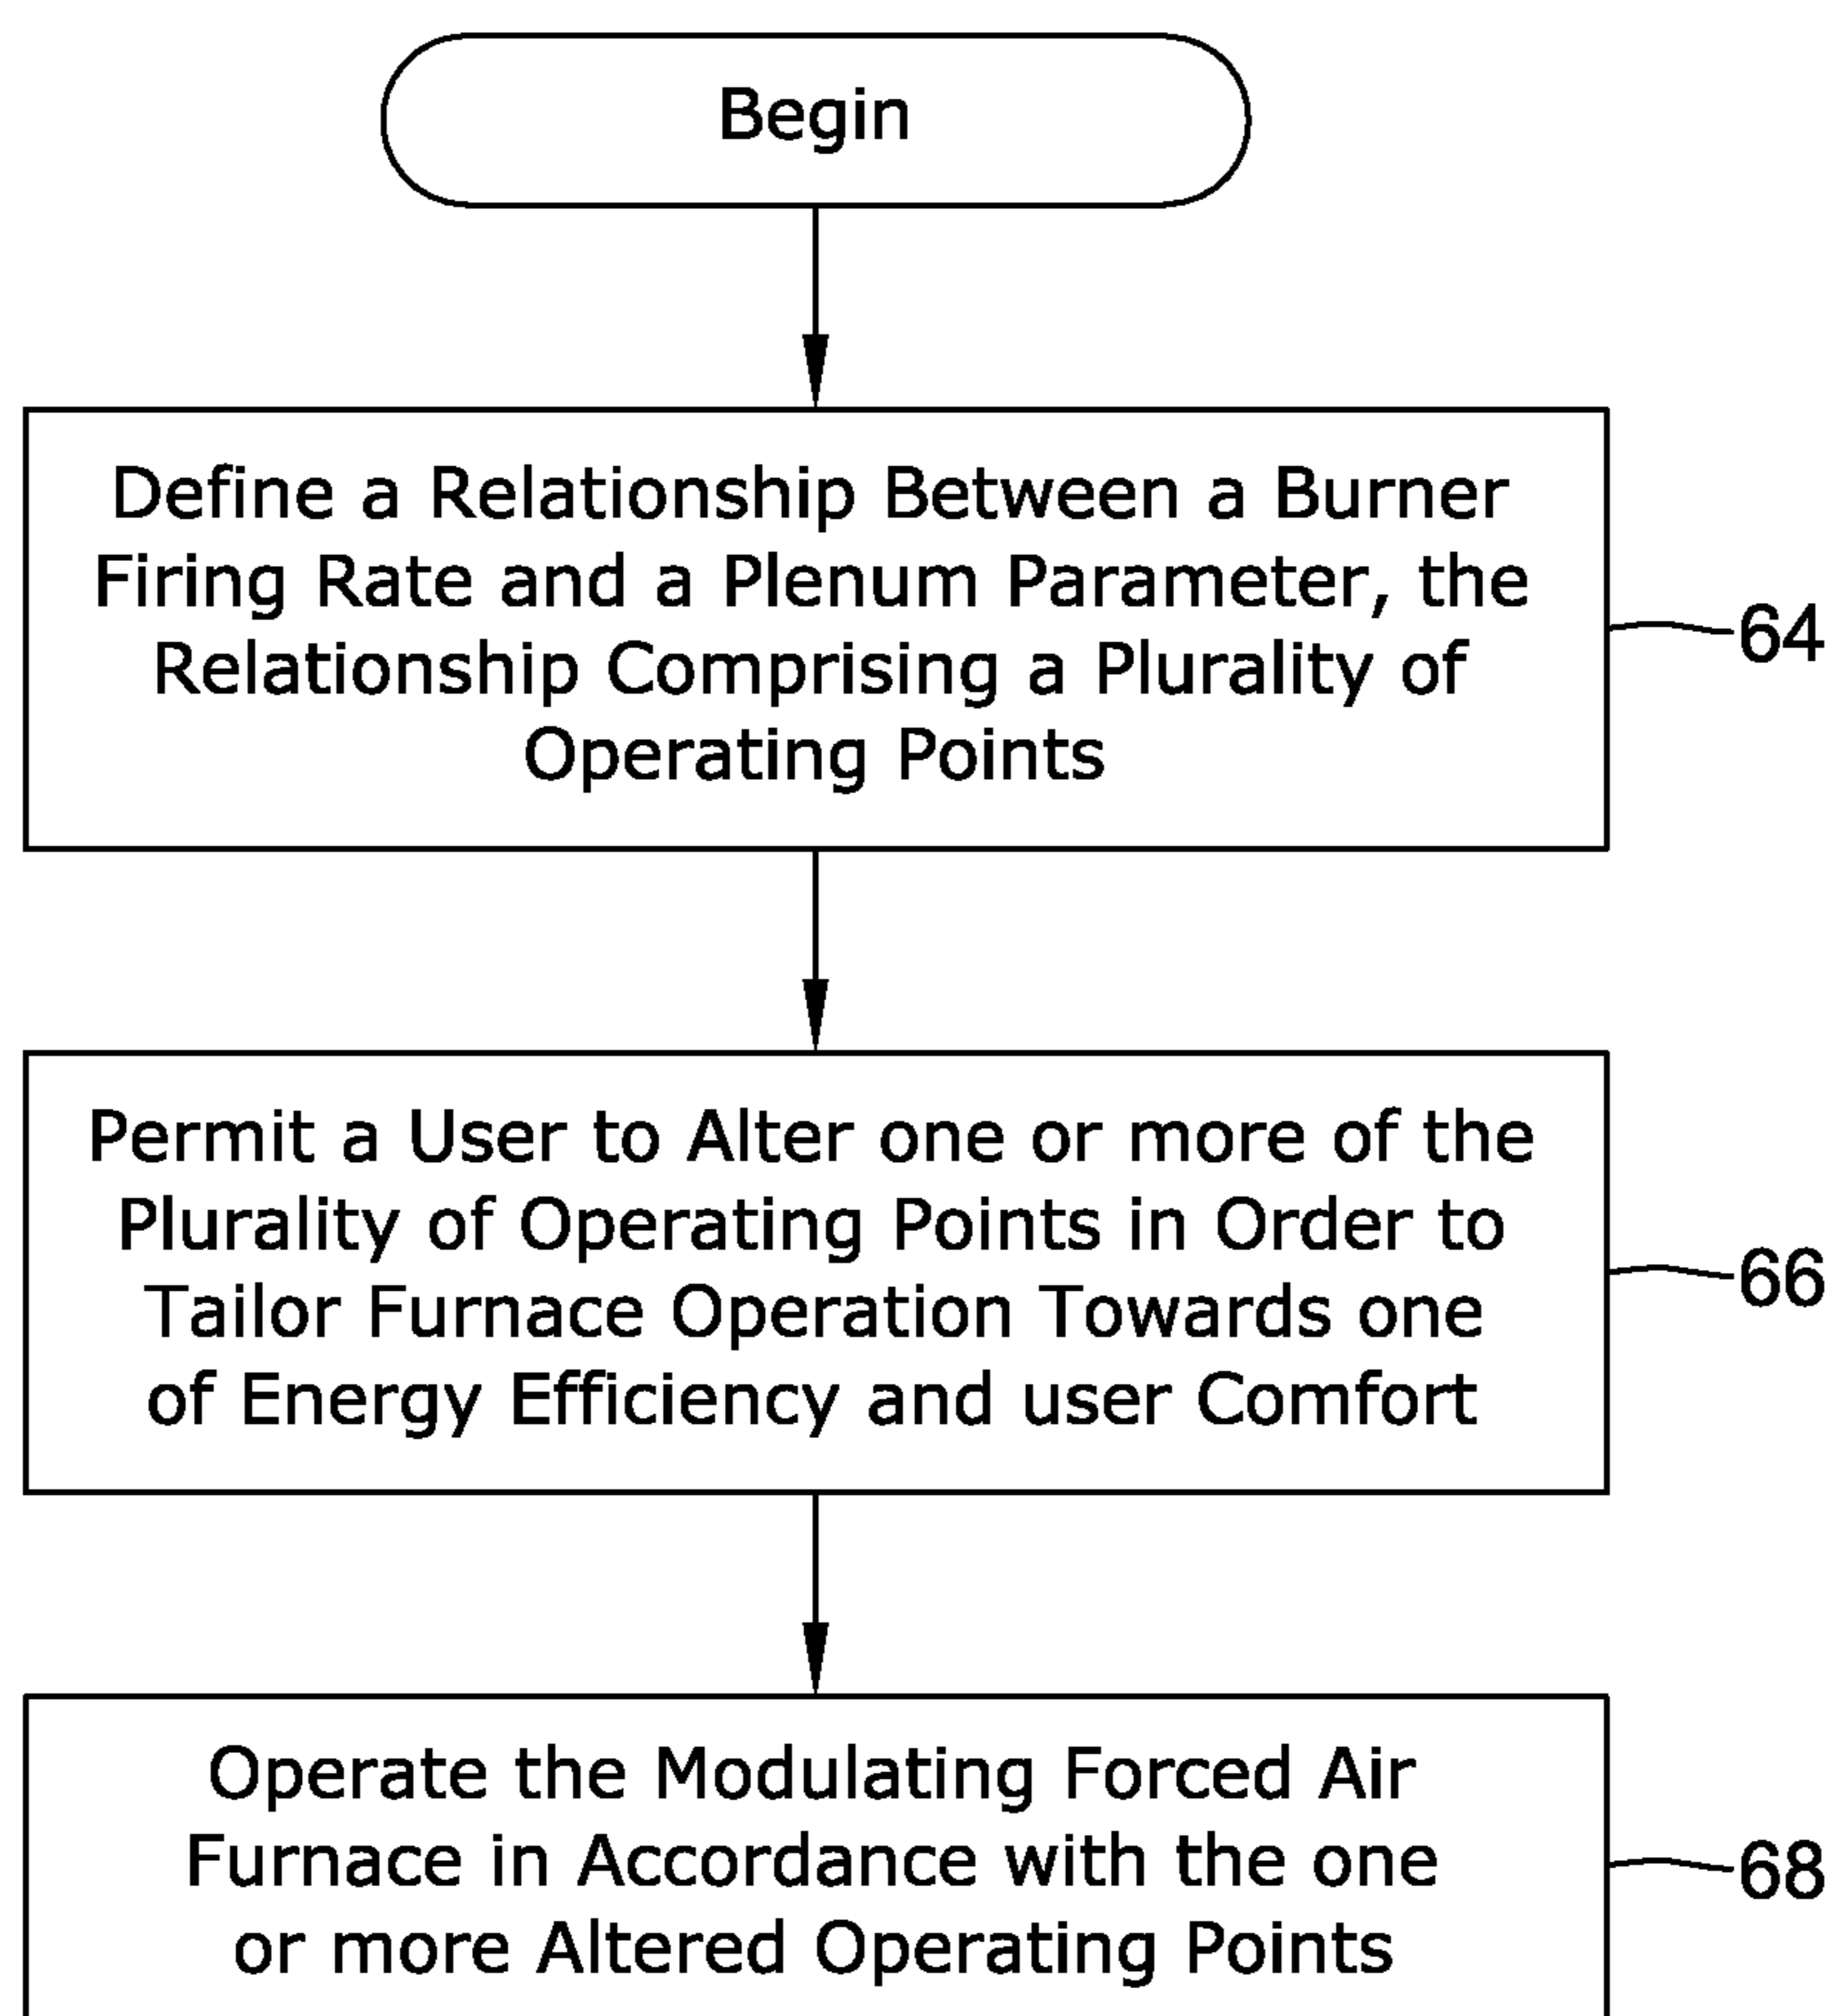 Begin
Define a Relationship Between a Burner
Firing Rate and a Plenum Parameter, the
Relationship Comprising a Plurality of
Operating Points
64
Permit a User to Alter one or more of the
Plurality of Operating Points in Order to
Tailor Furnace Operation Towards one
of Energy Efficiency and user Comfort
66
Operate the Modulating Forced Air
Furnace in Accordance with the one
or more Altered Operating Points
68